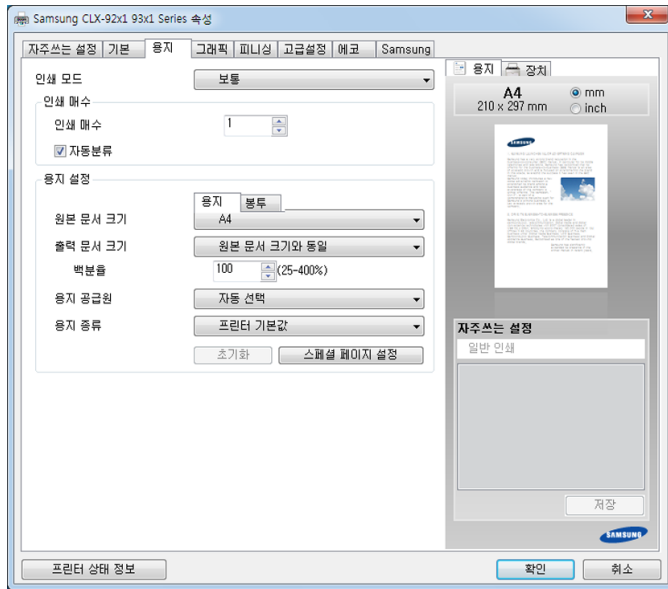 Samsung CLX-92x1 93x1 Series 속성
자주쓰는 설정 기본 용지 그래픽 피니싱 고급설정 에코 Samsung
인쇄 모드 보통
인쇄 매수
인쇄 매수 1
자동분류
용지 설정
용지 봉투
원본 문서 크기 A4
출력 문서 크기 원본 문서 크기와 동일
백분율 100 (25-400%)
용지 공급원 자동 선택
용지 종류 프린터 기본값
초기화 스페셜 페이지 설정
용지 장치
A4 mm
210 x 297 mm inch
SAMSUNG
자주쓰는 설정
일반 인쇄
저장
SAMSUNG
프린터 상태 정보 확인 취소